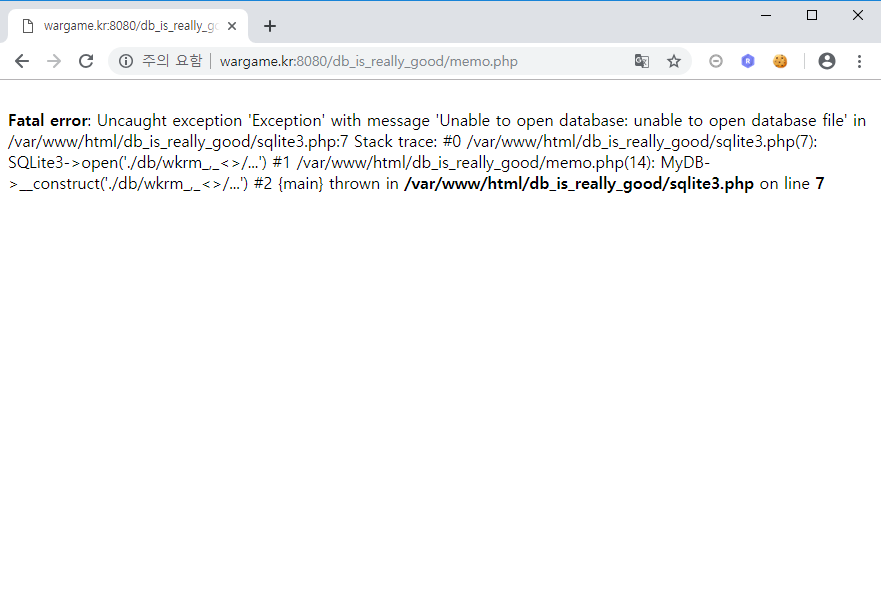 wargame.kr:8080/db_is_really_go
주의 요함 | wargame.kr:8080/db_is_really_good/memo.php
Fatal error: Uncaught exception 'Exception' with message 'Unable to open database: unable to open database file' in
/var/www/html/db_is_really_good/sqlite3.php:7 Stack trace: #0 /var/www/html/db_is_really_good/sqlite3.php(7):
SQLite3->open('./db/wkrm_,_<>/...') #1 /var/www/html/db_is_really_good/memo.php(14): MyDB-
>__construct('./db/wkrm_,_<>/...') #2 {main} thrown in /var/www/html/db_is_really_good/sqlite3.php on line 7